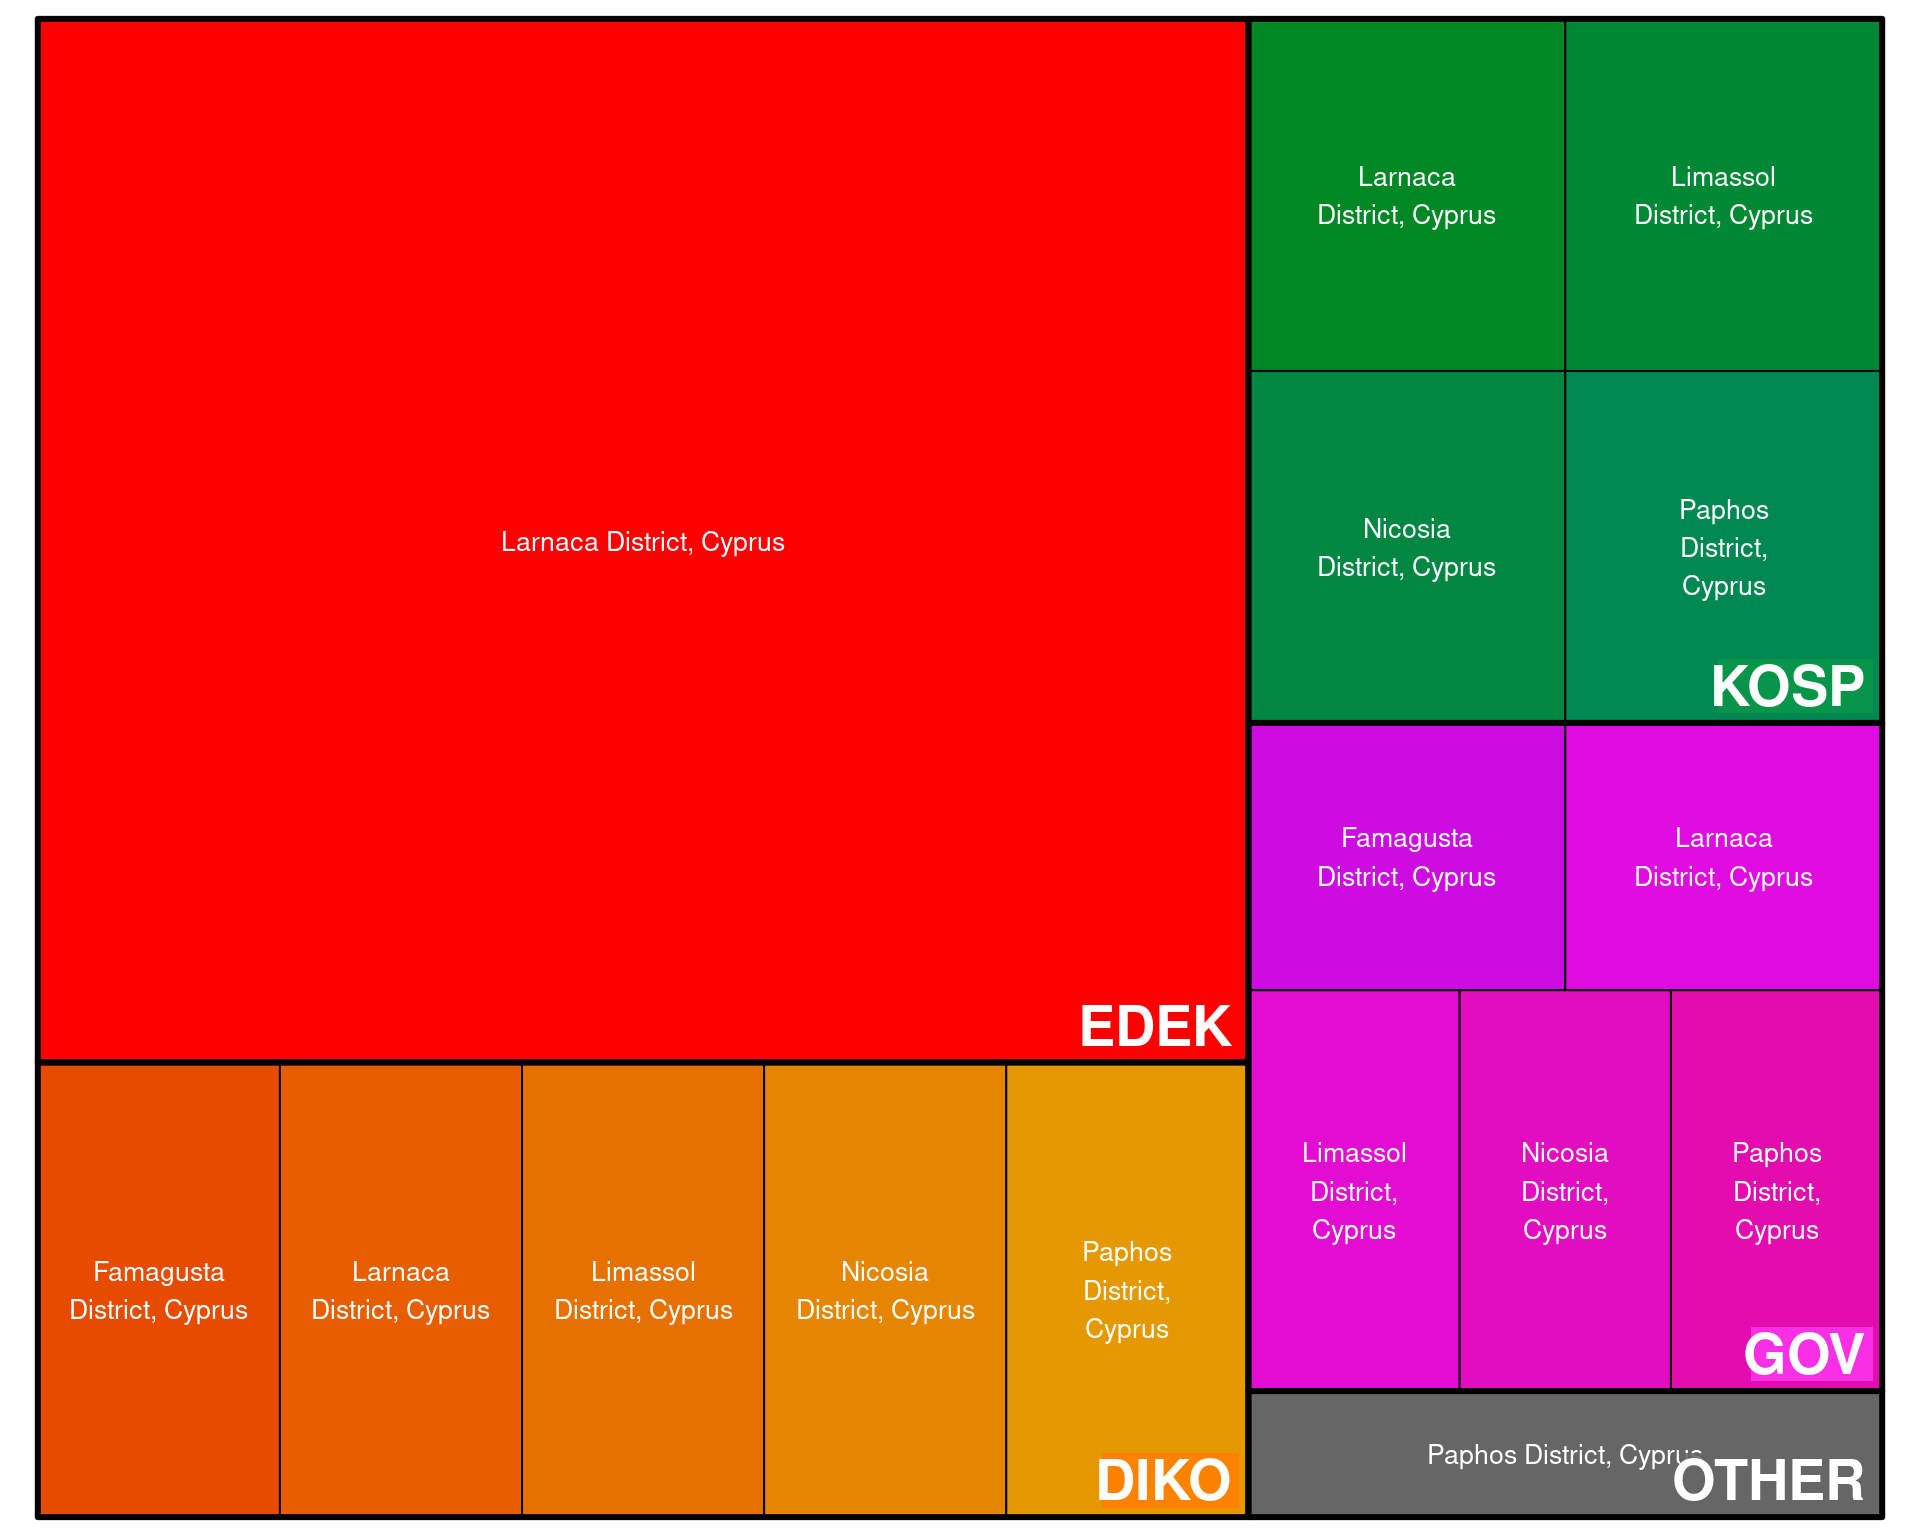 Larnaca District, Cyprus
EDEK
Famagusta
District, Cyprus
Larnaca
District, Cyprus
Limassol
District, Cyprus
Nicosia
District, Cyprus
Paphos
District,
Cyprus
DIKO
Larnaca
District, Cyprus
Limassol
District, Cyprus
Nicosia
District, Cyprus
Paphos
District,
Cyprus
KOSP
Famagusta
District, Cyprus
Larnaca
District, Cyprus
Limassol
District,
Cyprus
Nicosia
District,
Cyprus
Paphos
District,
Cyprus
GOV
Paphos District, Cyprus
OTHER